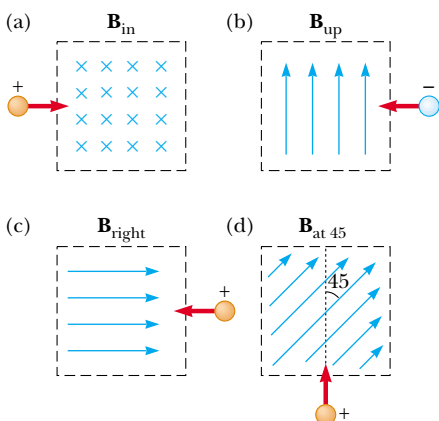 (a) B_in
+
(b) B_up
−
(c) B_right
+
(d) B_at 45
45
+